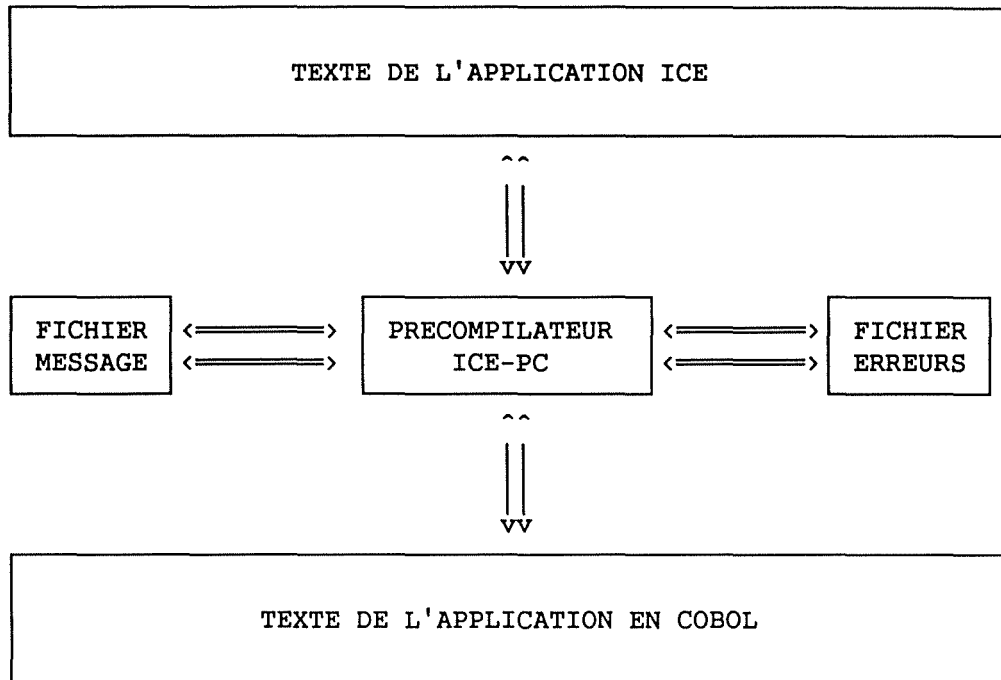 TEXTE DE L'APPLICATION ICE
FICHIER
MESSAGE
PRECOMPILATEUR
ICE-PC
FICHIER
ERREURS
TEXTE DE L'APPLICATION EN COBOL